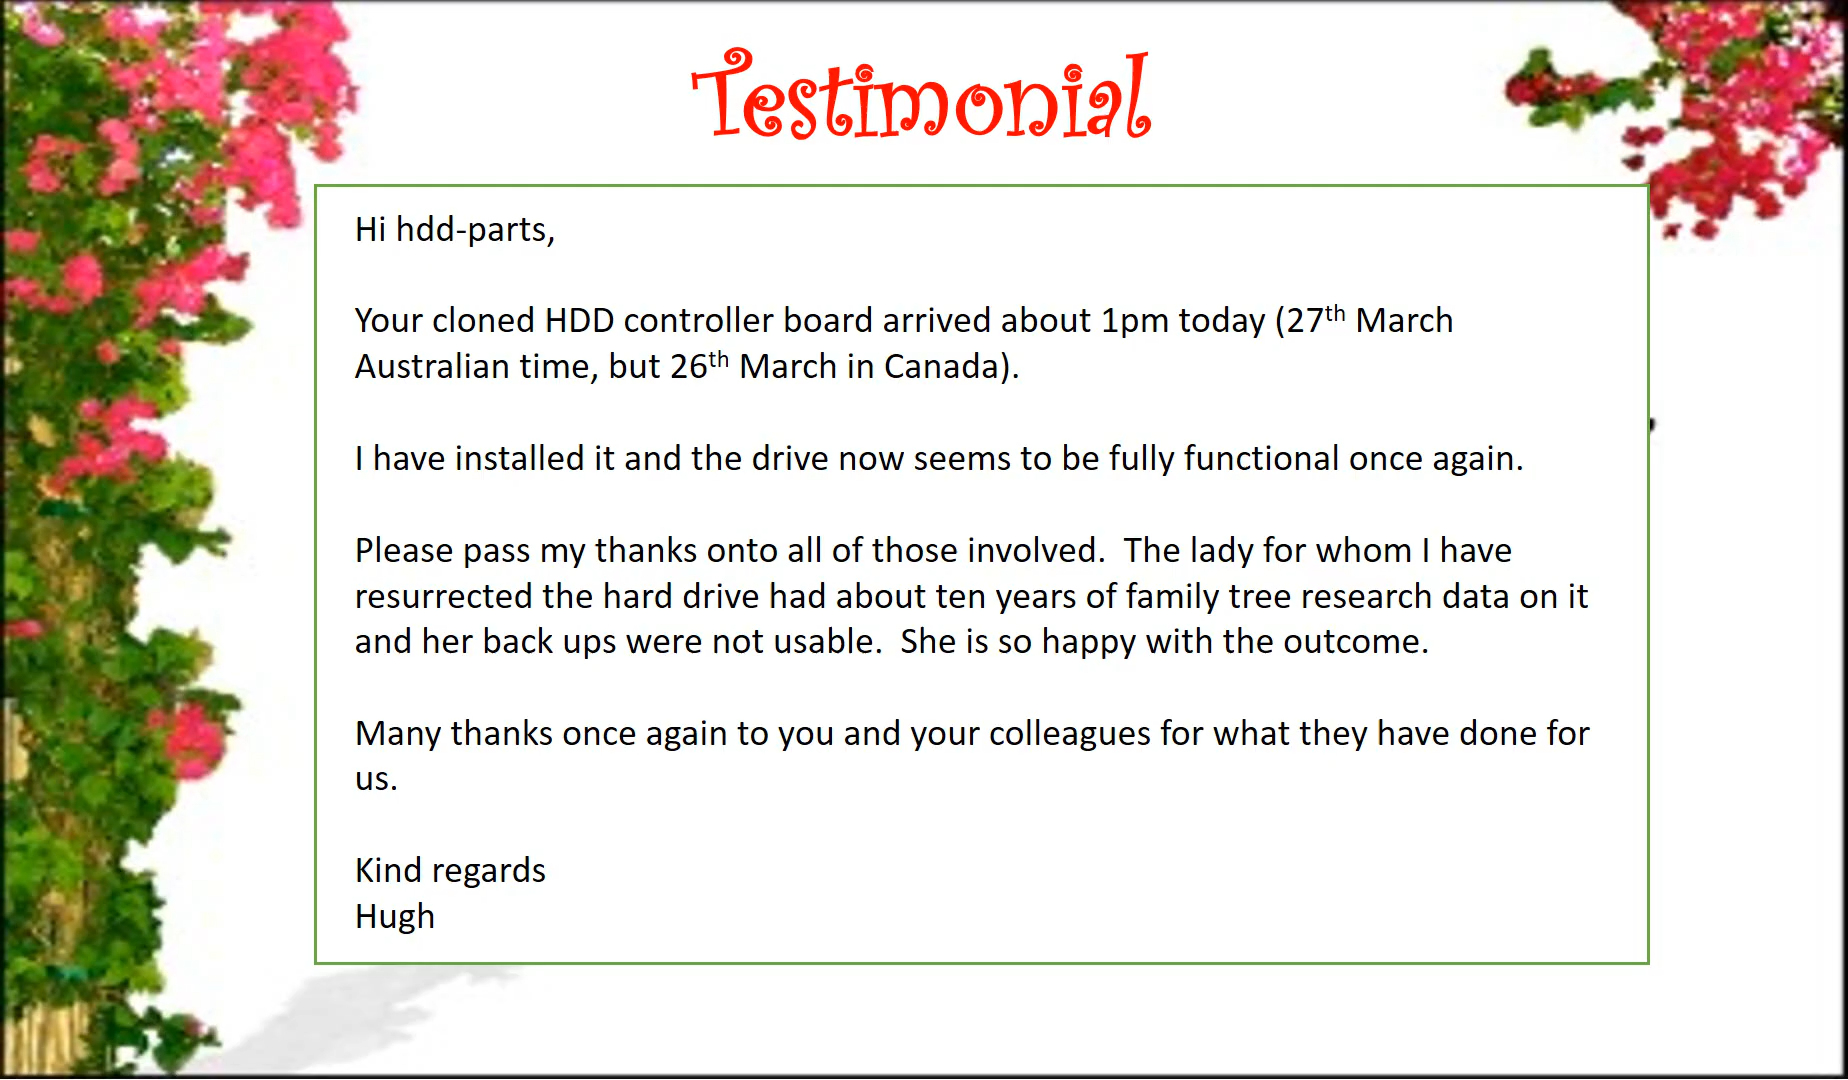 Testimonial
Hi hdd-parts,
Your cloned HDD controller board arrived about 1pm today (27th March
Australian time, but 26th March in Canada).
I have installed it and the drive now seems to be fully functional once again.
Please pass my thanks onto all of those involved.  The lady for whom I have
resurrected the hard drive had about ten years of family tree research data on it
and her back ups were not usable.  She is so happy with the outcome.
Many thanks once again to you and your colleagues for what they have done for
us.
Kind regards
Hugh